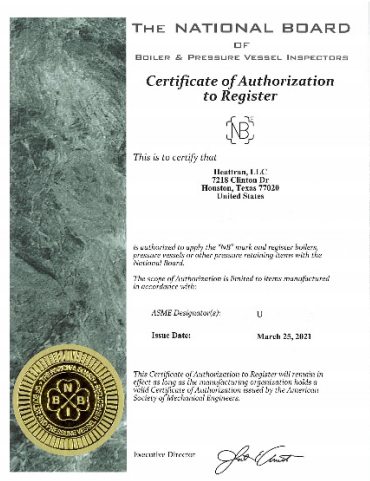 THE NATIONAL BOARD
OF
BOILER & PRESSURE VESSEL INSPECTORS
Certificate of Authorization
to Register
NB
This is to certify that
Heattran, LLC
7218 Clinton Dr
Houston, Texas 77020
United States
is authorized to apply the "NB" mark and register boilers,
pressure vessels or other pressure retaining items with the
National Board.
The scope of Authorization is limited to items manufactured
in accordance with:
ASME Designator(s): U
Issue Date: March 25, 2021
This Certificate of Authorization to Register will remain in
effect as long as the manufacturing organization holds a
valid Certificate of Authorization issued by the American
Society of Mechanical Engineers.
Executive Director
N
B B
I